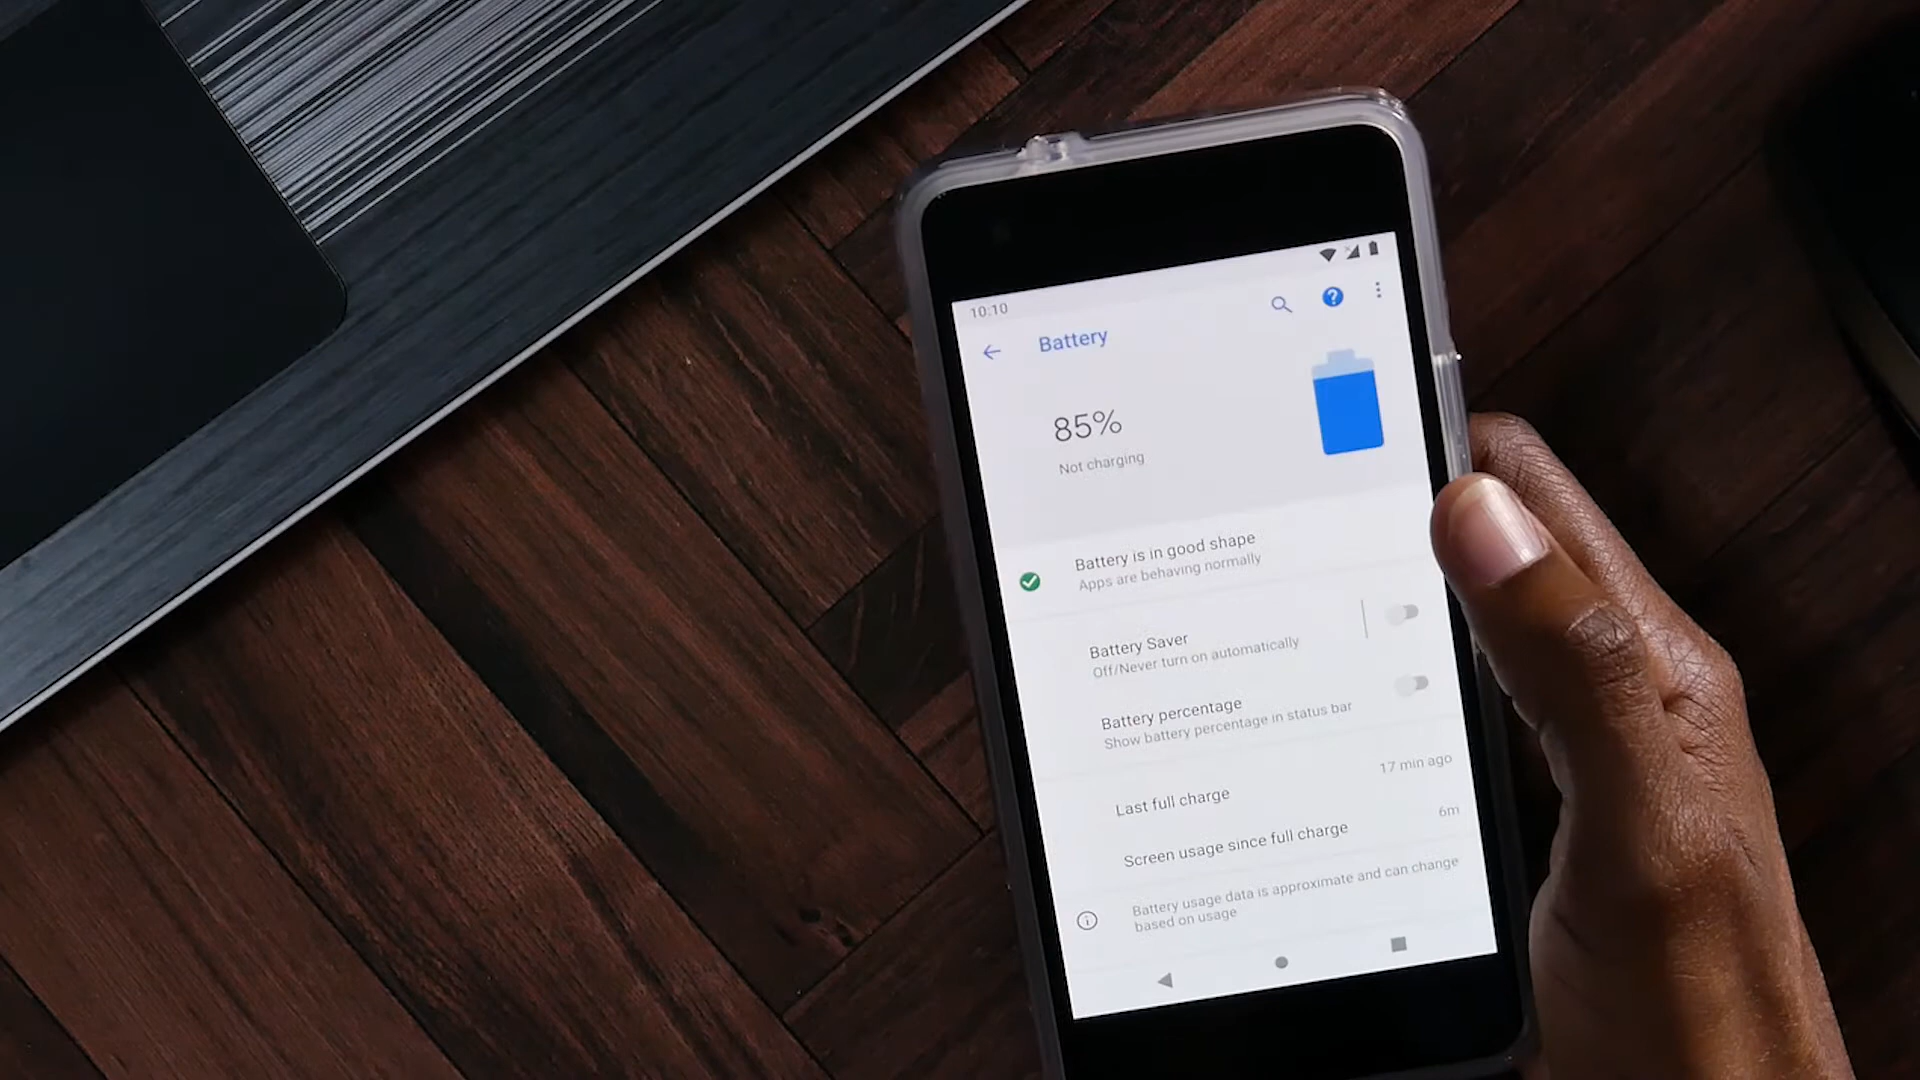 10:10
Battery
85%
Not charging
Battery is in good shape
Apps are behaving normally
Battery Saver
Off/Never turn on automatically
Battery percentage
Show battery percentage in status bar
Last full charge
17 min ago
Screen usage since full charge
6m
Battery usage data is approximate and can change
based on usage